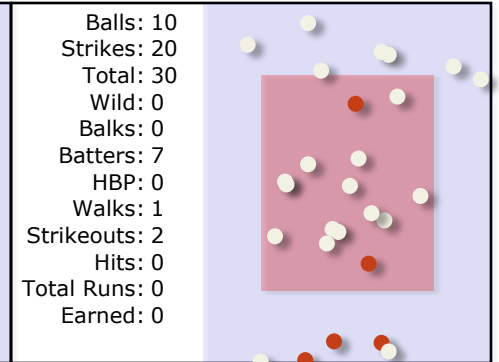 Balls: 10
Strikes: 20
Total: 30
Wild: 0
Balks: 0
Batters: 7
HBP: 0
Walks: 1
Strikeouts: 2
Hits: 0
Total Runs: 0
Earned: 0